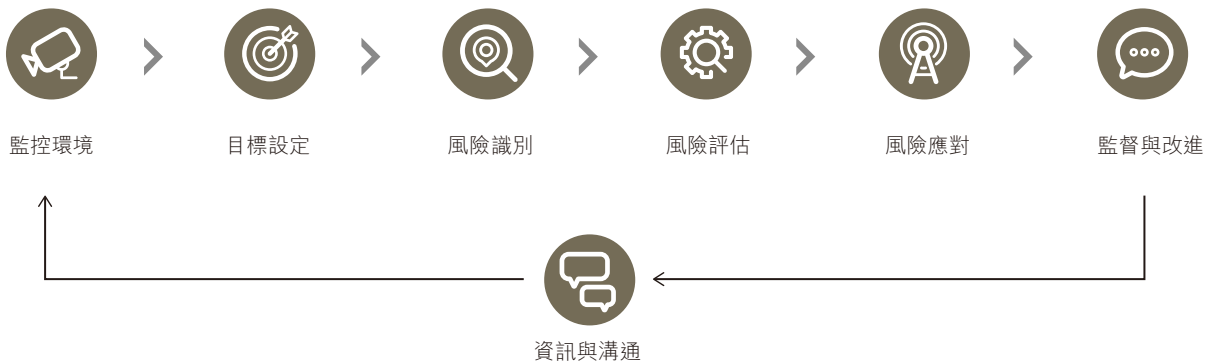 監控環境
目標設定
風險識別
風險評估
風險應對
監督與改進
資訊與溝通